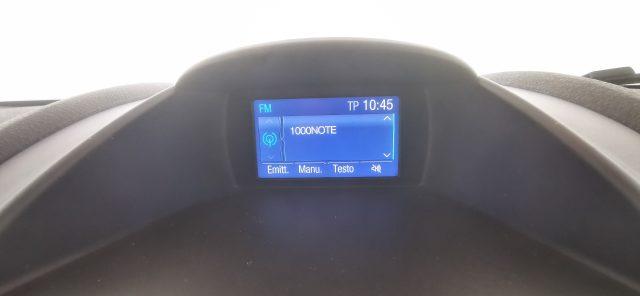 FM TP 10:45
1000NOTE
Emitt. Manu. Testo